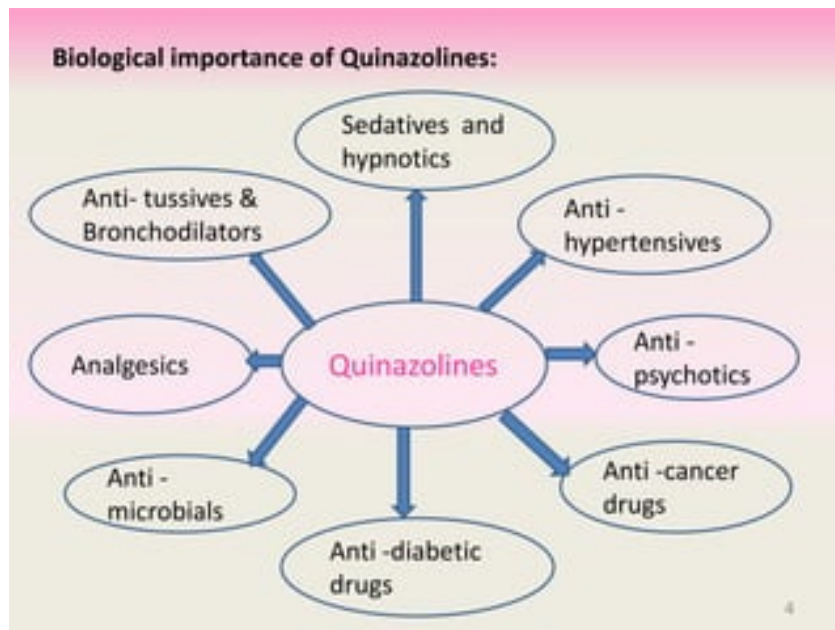 Biological importance of Quinazolines:
Sedatives and
hypnotics
Anti- tussives &
Bronchodilators
Anti -
hypertensives
Analgesics
Quinazolines
Anti -
psychotics
Anti -
microbials
Anti -cancer
drugs
Anti -diabetic
drugs
4